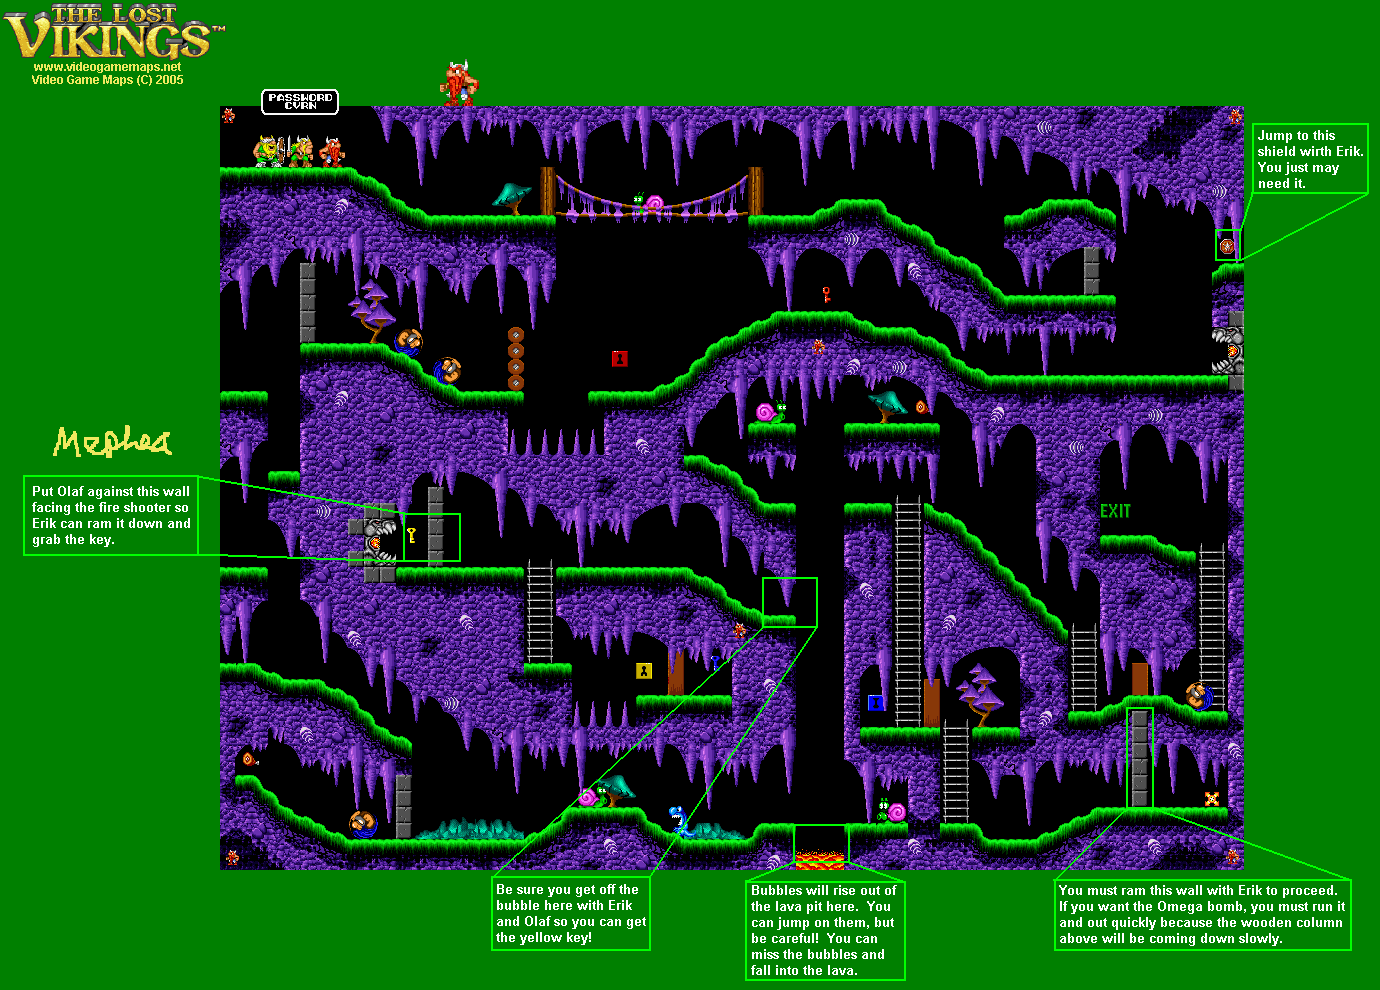 THE LOST
VIKINGS™
www.videogamemaps.net
Video Game Maps (C) 2005
PASSWORD
CVRN
Jump to this
shield wirth Erik.
You just may
need it.
Put Olaf against this wall
facing the fire shooter so
Erik can ram it down and
grab the key.
EXIT
Be sure you get off the
bubble here with Erik
and Olaf so you can get
the yellow key!
Bubbles will rise out of
the lava pit here. You
can jump on them, but
be careful! You can
miss the bubbles and
fall into the lava.
You must ram this wall with Erik to proceed.
If you want the Omega bomb, you must run it
and out quickly because the wooden column
above will be coming down slowly.